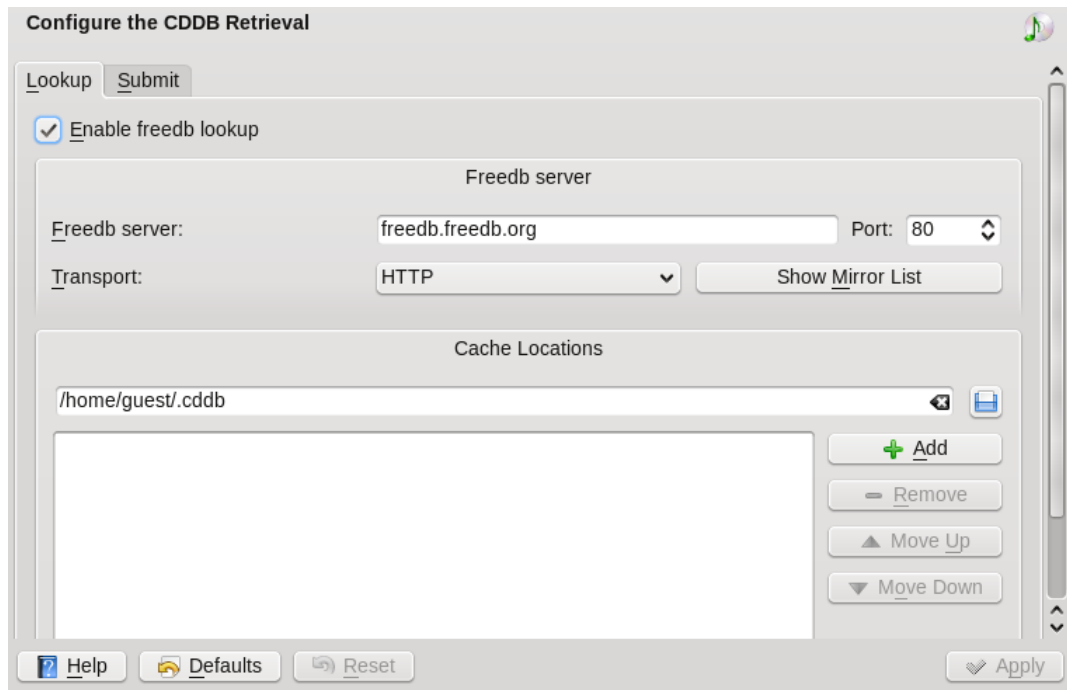 Configure the CDDB Retrieval
Lookup Submit
Enable freedb lookup
Freedb server
Freedb server: freedb.freedb.org Port: 80
Transport: HTTP Show Mirror List
Cache Locations
/home/guest/.cddb
Add
Remove
Move Up
Move Down
Help Defaults Reset Apply